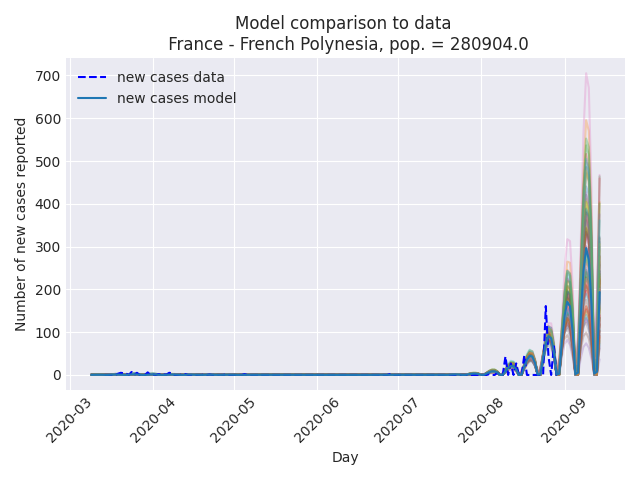 Model comparison to data
France - French Polynesia, pop. = 280904.0
new cases data
new cases model
Number of new cases reported
700
600
500
400
300
200
100
0
2020-03
2020-04
2020-05
2020-06
2020-07
2020-08
2020-09
Day